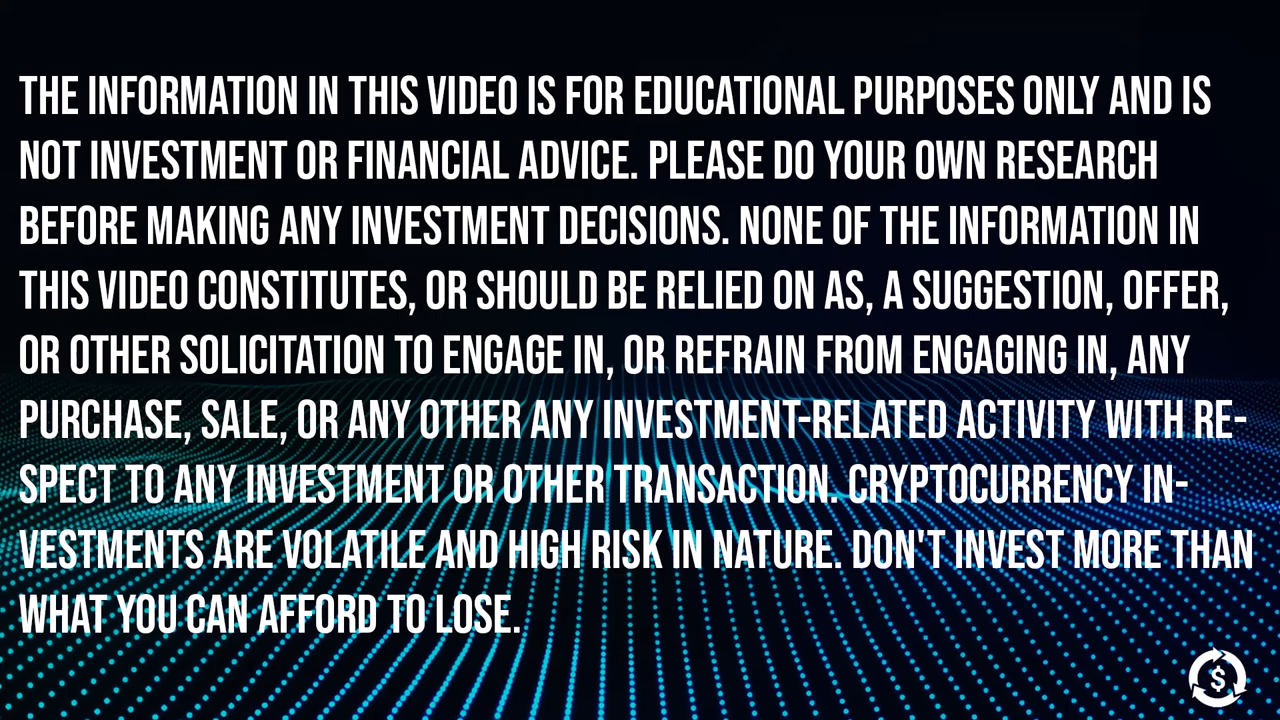 THE INFORMATION IN THIS VIDEO IS FOR EDUCATIONAL PURPOSES ONLY AND IS
NOT INVESTMENT OR FINANCIAL ADVICE. PLEASE DO YOUR OWN RESEARCH
BEFORE MAKING ANY INVESTMENT DECISIONS. NONE OF THE INFORMATION IN
THIS VIDEO CONSTITUTES, OR SHOULD BE RELIED ON AS, A SUGGESTION, OFFER,
OR OTHER SOLICITATION TO ENGAGE IN, OR REFRAIN FROM ENGAGING IN, ANY
PURCHASE, SALE, OR ANY OTHER ANY INVESTMENT-RELATED ACTIVITY WITH RE-
SPECT TO ANY INVESTMENT OR OTHER TRANSACTION. CRYPTOCURRENCY IN-
VESTMENTS ARE VOLATILE AND HIGH RISK IN NATURE. DON'T INVEST MORE THAN
WHAT YOU CAN AFFORD TO LOSE.
$